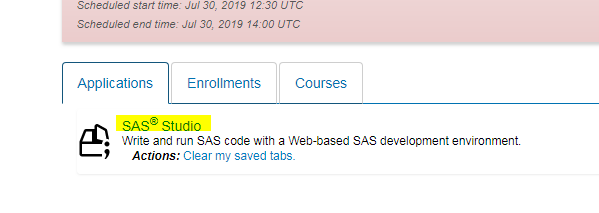 Scheduled start time: Jul 30, 2019 12:30 UTC
Scheduled end time: Jul 30, 2019 14:00 UTC
Applications Enrollments Courses
SAS® Studio
Write and run SAS code with a Web-based SAS development environment.
Actions: Clear my saved tabs.